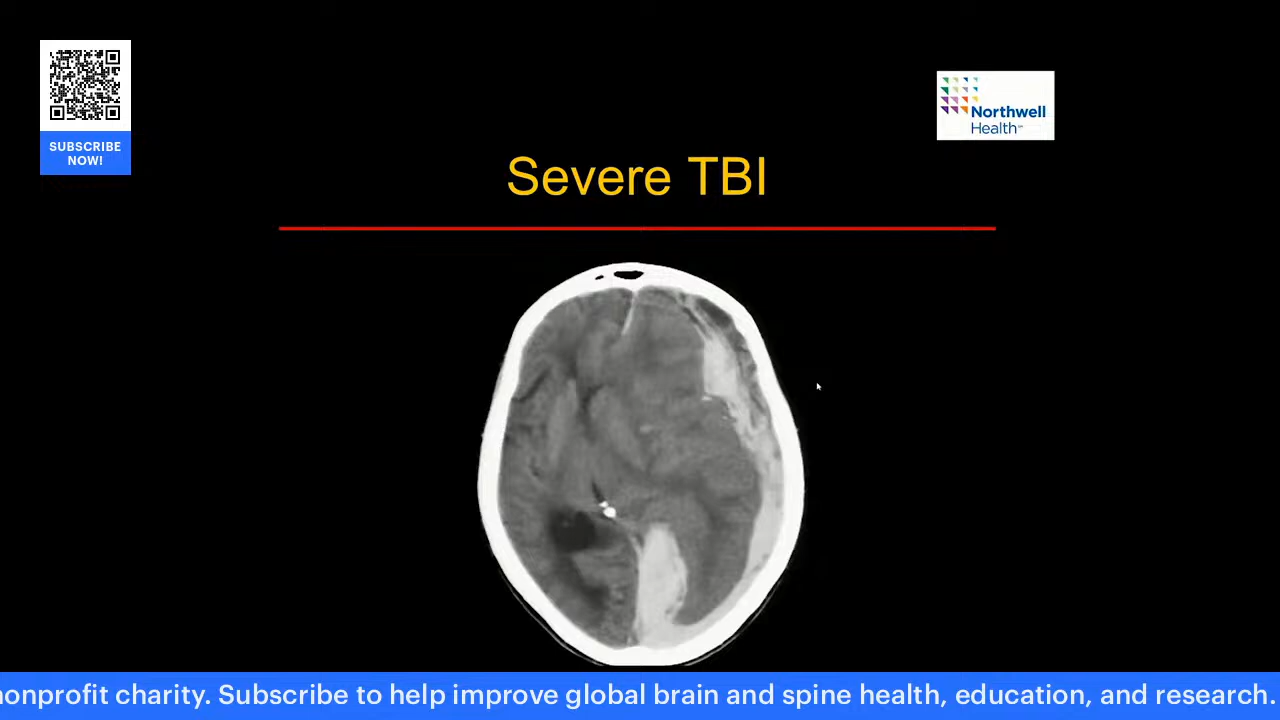 SUBSCRIBE
NOW!
Northwell
Health
Severe TBI
nonprofit charity. Subscribe to help improve global brain and spine health, education, and research.